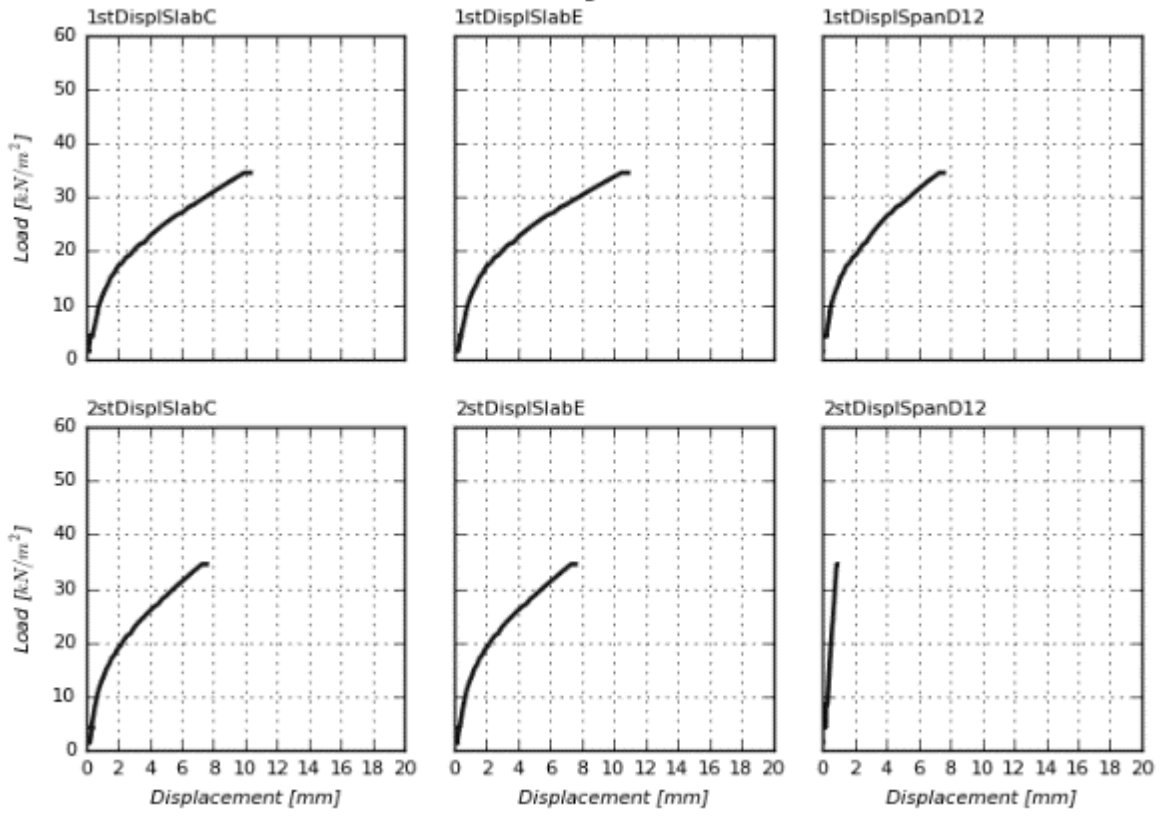 1stDisplSlabC 1stDisplSlabE 1stDisplSpanD12
60
50
40
30
20
10
0
Load [kN/m²]
2stDisplSlabC 2stDisplSlabE 2stDisplSpanD12
60
50
40
30
20
10
0
Load [kN/m²]
0 2 4 6 8 10 12 14 16 18 20 0 2 4 6 8 10 12 14 16 18 20 0 2 4 6 8 10 12 14 16 18 20
Displacement [mm] Displacement [mm] Displacement [mm]